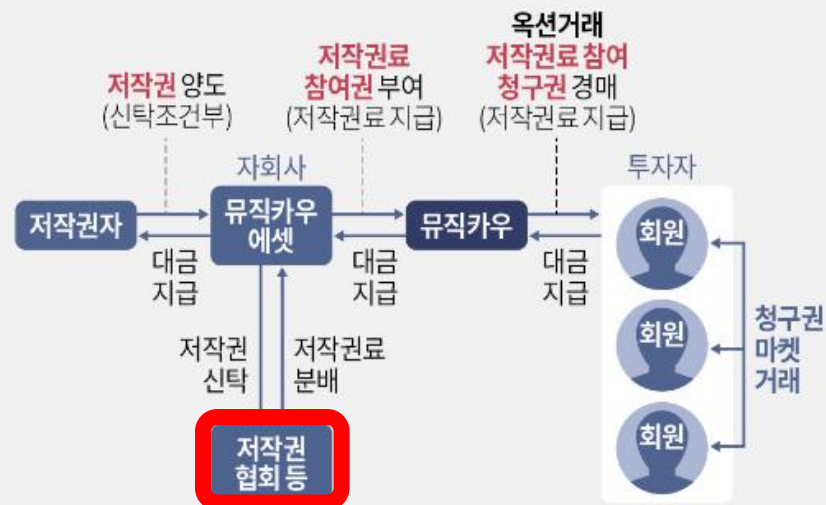 옥션거래
저작권료 참여
청구권 경매
(저작권료 지급)
저작권료
참여권 부여
(저작권료 지급)
저작권 양도
(신탁조건부)
자회사
투자자
저작권자
뮤직카우
에셋
뮤직카우
회원
대금
지급
대금
지급
대금
지급
청구권
마켓
거래
회원
저작권
신탁
저작권료
분배
회원
저작권
협회 등